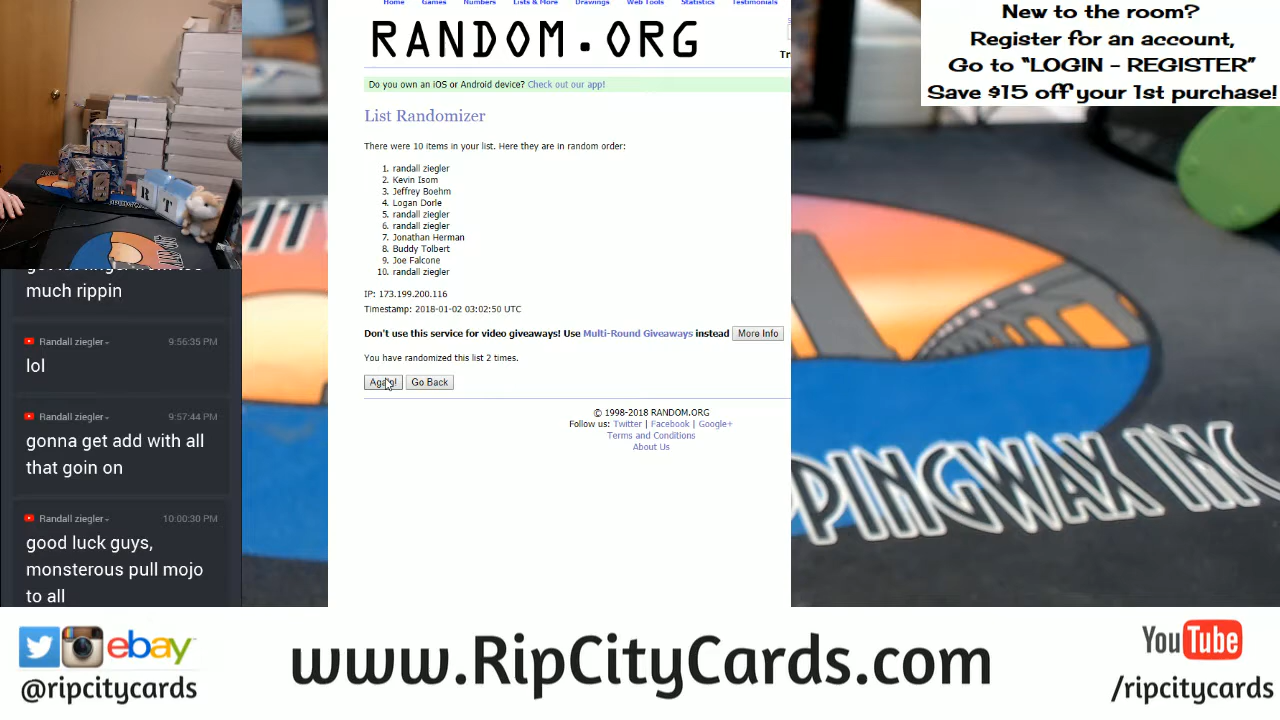 Home Games Numbers Lists & More Drawings Web Tools Statistics Testimonials
RANDOM.ORG
Do you own an iOS or Android device? Check out our app!
List Randomizer
There were 10 items in your list. Here they are in random order:
1. randall ziegler
2. Kevin Isom
3. Jeffrey Boehm
4. Logan Dorle
5. randall ziegler
6. randall ziegler
7. Jonathan Herman
8. Buddy Tolbert
9. Joe Falcone
10. randall ziegler
IP: 173.199.200.116
Timestamp: 2018-01-02 03:02:50 UTC
Don't use this service for video giveaways! Use Multi-Round Giveaways instead More Info
You have randomized this list 2 times.
Again! Go Back
© 1998-2018 RANDOM.ORG
Follow us: Twitter | Facebook | Google+
Terms and Conditions
About Us
New to the room?
Register for an account,
Go to "LOGIN - REGISTER"
Save $15 off your 1st purchase!
much rippin
Randall ziegler 9:56:35 PM
lol
Randall ziegler 9:57:44 PM
gonna get add with all
that goin on
Randall ziegler 10:00:30 PM
good luck guys,
monsterous pull mojo
to all
R T
PPINGWAX INC
ebay
@ripcitycards
www.RipCityCards.com
YouTube
/ripcitycards